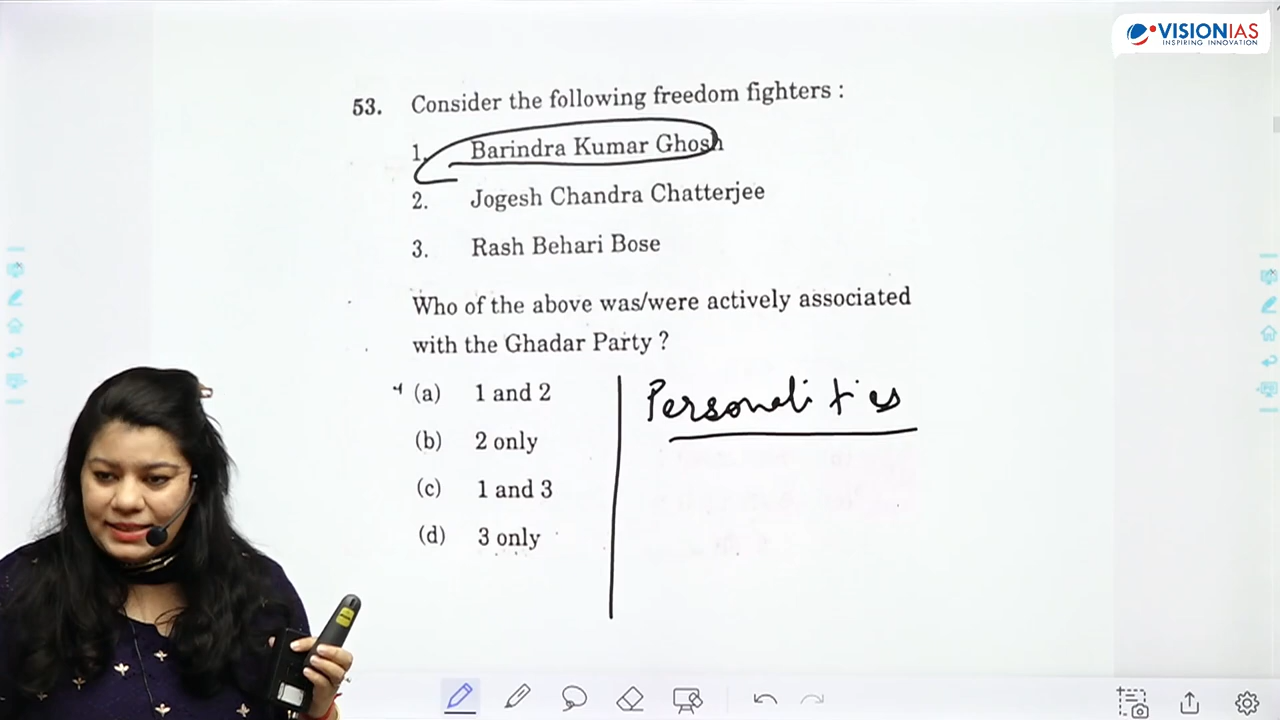 VISIONIAS
INSPIRING INNOVATION
53. Consider the following freedom fighters :
1. Barindra Kumar Ghosh
2. Jogesh Chandra Chatterjee
3. Rash Behari Bose
Who of the above was/were actively associated
with the Ghadar Party ?
(a) 1 and 2
(b) 2 only
(c) 1 and 3
(d) 3 only
Personalities